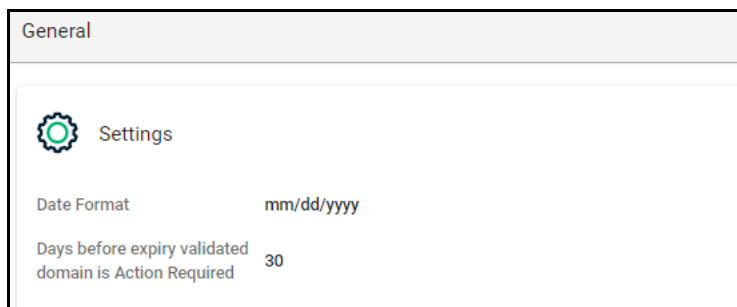 General
Settings
Date Format
mm/dd/yyyy
Days before expiry validated
domain is Action Required
30